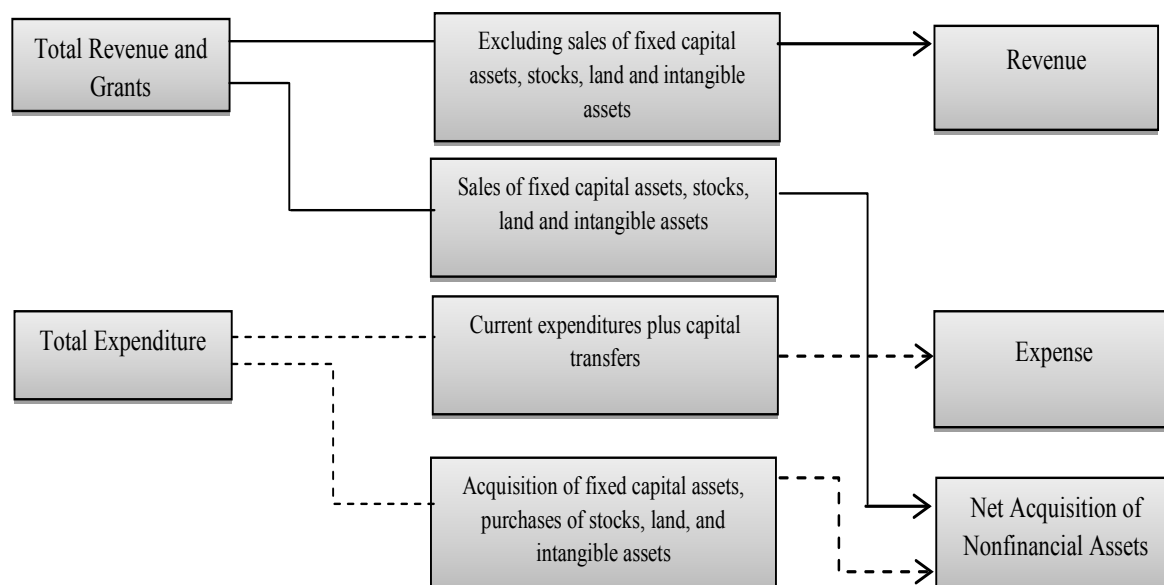 Total Revenue and
Grants
Excluding sales of fixed capital
assets, stocks, land and intangible
assets
Revenue
Sales of fixed capital assets, stocks,
land and intangible assets
Total Expenditure
Current expenditures plus capital
transfers
Expense
Acquisition of fixed capital assets,
purchases of stocks, land, and
intangible assets
Net Acquisition of
Nonfinancial Assets